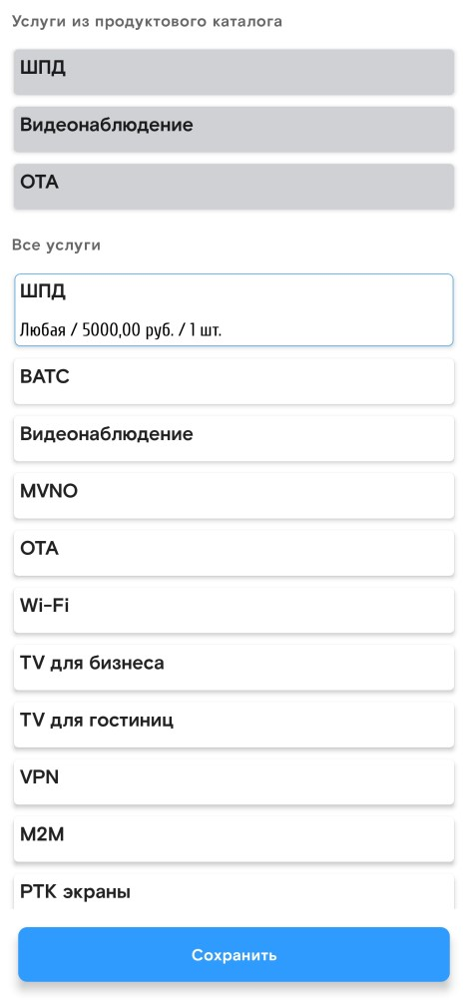 Услуги из продуктового каталога
ШПД
Видеонаблюдение
ОТА
Все услуги
ШПД
Любая / 5000,00 руб. / 1 шт.
ВАТС
Видеонаблюдение
MVNO
ОТА
Wi-Fi
TV для бизнеса
TV для гостиниц
VPN
M2M
РТК экраны
Сохранить